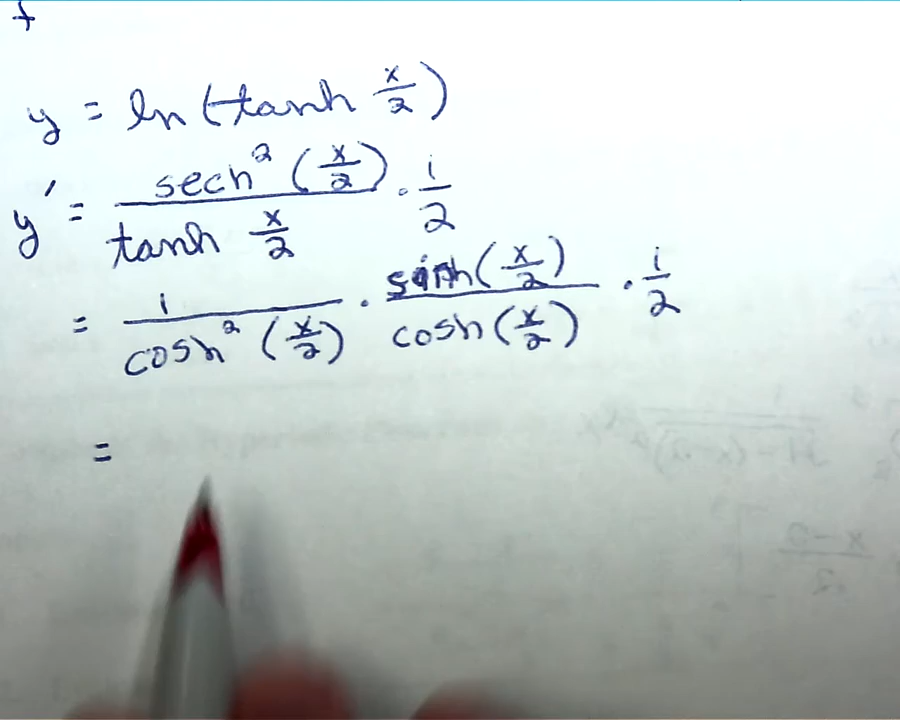 y = ln(tanh x/2)
y' = sech²(x/2)/tanh x/2 · 1/2
= 1/cosh²(x/2) · sinh(x/2)/cosh(x/2) · 1/2
=